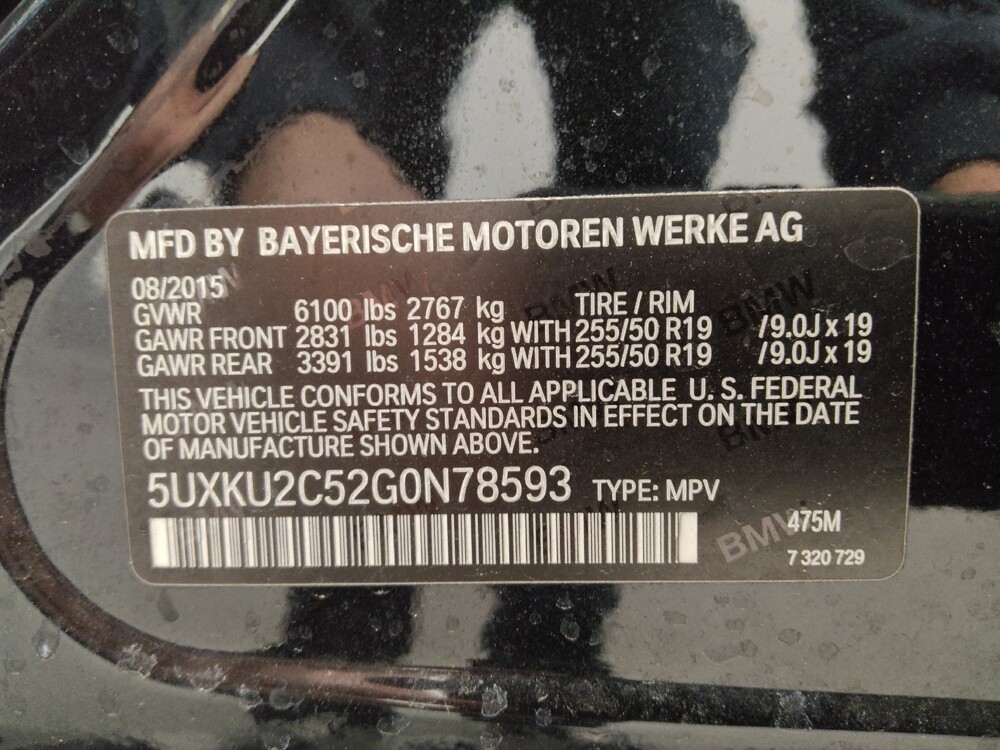 MFD BY BAYERISCHE MOTOREN WERKE AG
08/2015
GVWR 6100 lbs 2767 kg TIRE / RIM
GAWR FRONT 2831 lbs 1284 kg WITH 255/50 R19 /9.0J x 19
GAWR REAR 3391 lbs 1538 kg WITH 255/50 R19 /9.0J x 19
THIS VEHICLE CONFORMS TO ALL APPLICABLE U. S. FEDERAL
MOTOR VEHICLE SAFETY STANDARDS IN EFFECT ON THE DATE
OF MANUFACTURE SHOWN ABOVE.
5UXKU2C52G0N78593 TYPE: MPV
475M
BMW
7 320 729